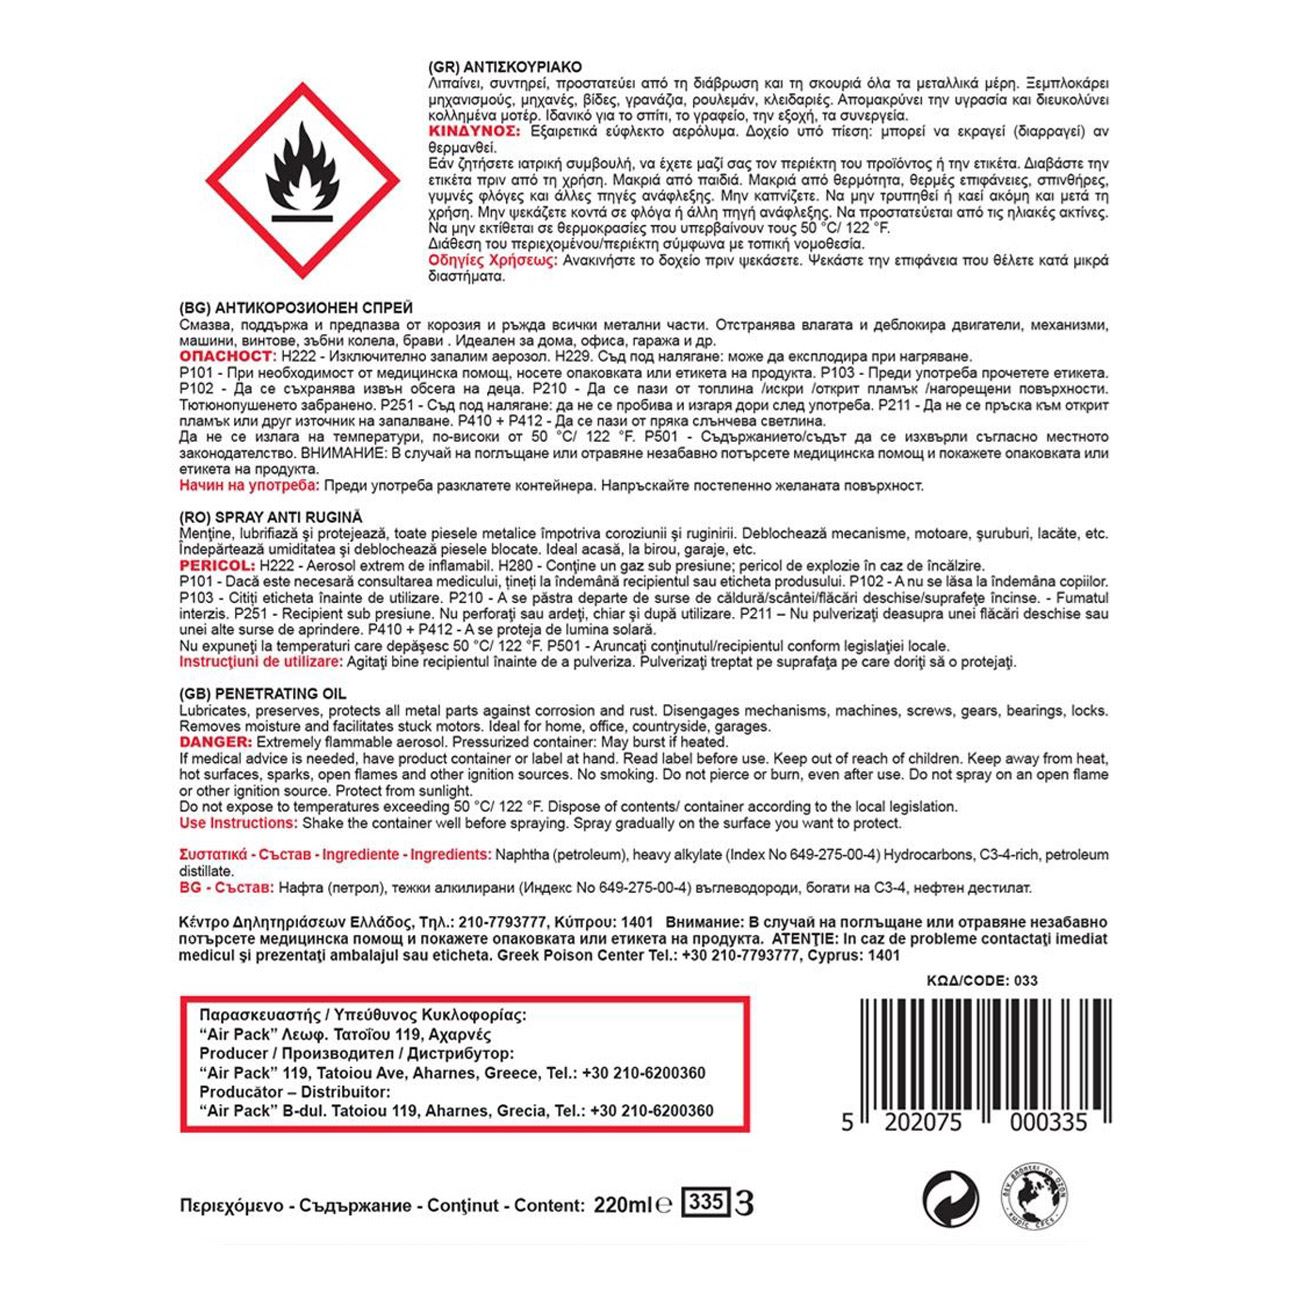 (GR) ΑΝΤΙΣΚΟΥΡΙΑΚΟ
Λιπαίνει, συντηρεί, προστατεύει από τη διάβρωση και τη σκουριά όλα τα μεταλλικά μέρη. Ξεμπλοκάρει
μηχανισμούς, μηχανές, βίδες, γρανάζια, ρουλεμάν, κλειδαριές. Απομακρύνει την υγρασία και διευκολύνει
κολλημένα μοτέρ. Ιδανικό για το σπίτι, το γραφείο, την εξοχή, τα συνεργεία.
ΚΙΝΔΥΝΟΣ: Εξαιρετικά εύφλεκτο αερόλυμα. Δοχείο υπό πίεση: μπορεί να εκραγεί (διαρραγεί) αν
θερμανθεί.
Εάν ζητήσετε ιατρική συμβουλή, να έχετε μαζί σας τον περιέκτη του προϊόντος ή την ετικέτα. Διαβάστε την
ετικέτα πριν από τη χρήση. Μακριά από παιδιά. Μακριά από θερμότητα, θερμές επιφάνειες, σπινθήρες,
γυμνές φλόγες και άλλες πηγές ανάφλεξης. Μην καπνίζετε. Να μην τρυπηθεί ή καεί ακόμη και μετά τη
χρήση. Μην ψεκάζετε κοντά σε φλόγα ή άλλη πηγή ανάφλεξης. Να προστατεύεται από τις ηλιακές ακτίνες.
Να μην εκτίθεται σε θερμοκρασίες που υπερβαίνουν τους 50 °C/ 122 °F.
Διάθεση του περιεχομένου/περιέκτη σύμφωνα με τοπική νομοθεσία.
Οδηγίες Χρήσεως: Ανακινήστε το δοχείο πριν ψεκάσετε. Ψεκάστε την επιφάνεια που θέλετε κατά μικρά
διαστήματα.
(BG) АНТИКОРОЗИОНЕН СПРЕЙ
Смазва, поддържа и предпазва от корозия и ръжда всички метални части. Отстранява влагата и деблокира двигатели, механизми,
машини, винтове, зъбни колела, брави . Идеален за дома, офиса, гаража и др.
ОПАСНОСТ: H222 - Изключително запалим аерозол. H229. Съд под налягане: може да експлодира при нагряване.
P101 - При необходимост от медицинска помощ, носете опаковката или етикета на продукта. P103 - Преди употреба прочетете етикета.
P102 - Да се съхранява извън обсега на деца. P210 - Да се пази от топлина /искри /открит пламък /нагорещени повърхности.
Тютюнопушенето забранено. P251 - Съд под налягане: да не се пробива и изгаря дори след употреба. P211 - Да не се пръска към открит
пламък или друг източник на запалване. P410 + P412 - Да се пази от пряка слънчева светлина.
Да не се излага на температури, по-високи от 50 °C/ 122 °F. P501 - Съдържанието/съдът да се изхвърли съгласно местното
законодателство. ВНИМАНИЕ: В случай на поглъщане или отравяне незабавно потърсете медицинска помощ и покажете опаковката или
етикета на продукта.
Начин на употреба: Преди употреба разклатете контейнера. Напръскайте постепенно желаната повърхност.
(RO) SPRAY ANTI RUGINĂ
Menţine, lubrifiază şi protejează, toate piesele metalice împotriva coroziunii şi ruginirii. Deblochează mecanisme, motoare, şuruburi, lacăte, etc.
Îndepărtează umiditatea şi deblochează piesele blocate. Ideal acasă, la birou, garaje, etc.
PERICOL: H222 - Aerosol extrem de inflamabil. H280 - Conţine un gaz sub presiune; pericol de explozie în caz de încălzire.
P101 - Dacă este necesară consultarea medicului, ţineţi la îndemână recipientul sau eticheta produsului. P102 - A nu se lăsa la îndemâna copiilor.
P103 - Citiţi eticheta înainte de utilizare. P210 - A se păstra departe de surse de căldură/scântei/flăcări deschise/suprafeţe încinse. - Fumatul
interzis. P251 - Recipient sub presiune. Nu perforaţi sau ardeţi, chiar şi după utilizare. P211 – Nu pulverizaţi deasupra unei flăcări deschise sau
unei alte surse de aprindere. P410 + P412 - A se proteja de lumina solară.
Nu expuneţi la temperaturi care depăşesc 50 °C/ 122 °F. P501 - Aruncaţi conţinutul/recipientul conform legislaţiei locale.
Instrucţiuni de utilizare: Agitaţi bine recipientul înainte de a pulveriza. Pulverizaţi treptat pe suprafaţa pe care doriţi să o protejaţi.
(GB) PENETRATING OIL
Lubricates, preserves, protects all metal parts against corrosion and rust. Disengages mechanisms, machines, screws, gears, bearings, locks.
Removes moisture and facilitates stuck motors. Ideal for home, office, countryside, garages.
DANGER: Extremely flammable aerosol. Pressurized container: May burst if heated.
If medical advice is needed, have product container or label at hand. Read label before use. Keep out of reach of children. Keep away from heat,
hot surfaces, sparks, open flames and other ignition sources. No smoking. Do not pierce or burn, even after use. Do not spray on an open flame
or other ignition source. Protect from sunlight.
Do not expose to temperatures exceeding 50 °C/ 122 °F. Dispose of contents/ container according to the local legislation.
Use Instructions: Shake the container well before spraying. Spray gradually on the surface you want to protect.
Συστατικά - Състав - Ingrediente - Ingredients: Naphtha (petroleum), heavy alkylate (Index No 649-275-00-4) Hydrocarbons, C3-4-rich, petroleum
distillate.
BG - Състав: Нафта (петрол), тежки алкилирани (Индекс No 649-275-00-4) въглеводороди, богати на С3-4, нефтен дестилат.
Κέντρο Δηλητηριάσεων Ελλάδος, Τηλ.: 210-7793777, Κύπρου: 1401 Внимание: В случай на поглъщане или отравяне незабавно
потърсете медицинска помощ и покажете опаковката или етикета на продукта. ATENŢIE: In caz de probleme contactaţi imediat
medicul şi prezentaţi ambalajul sau eticheta. Greek Poison Center Tel.: +30 210-7793777, Cyprus: 1401
ΚΩΔ/CODE: 033
Παρασκευαστής / Υπεύθυνος Κυκλοφορίας:
“Air Pack” Λεωφ. Τατοΐου 119, Αχαρνές
Producer / Производител / Дистрибутор:
“Air Pack” 119, Tatoiou Ave, Aharnes, Greece, Tel.: +30 210-6200360
Producător – Distribuitor:
“Air Pack” B-dul. Tatoiou 119, Aharnes, Grecia, Tel.: +30 210-6200360
5 202075 000335
Περιεχόμενο - Съдържание - Conţinut - Content: 220ml℮ 335 3
δεν βλάπτει το OZON
· χωρίς CFCs ·